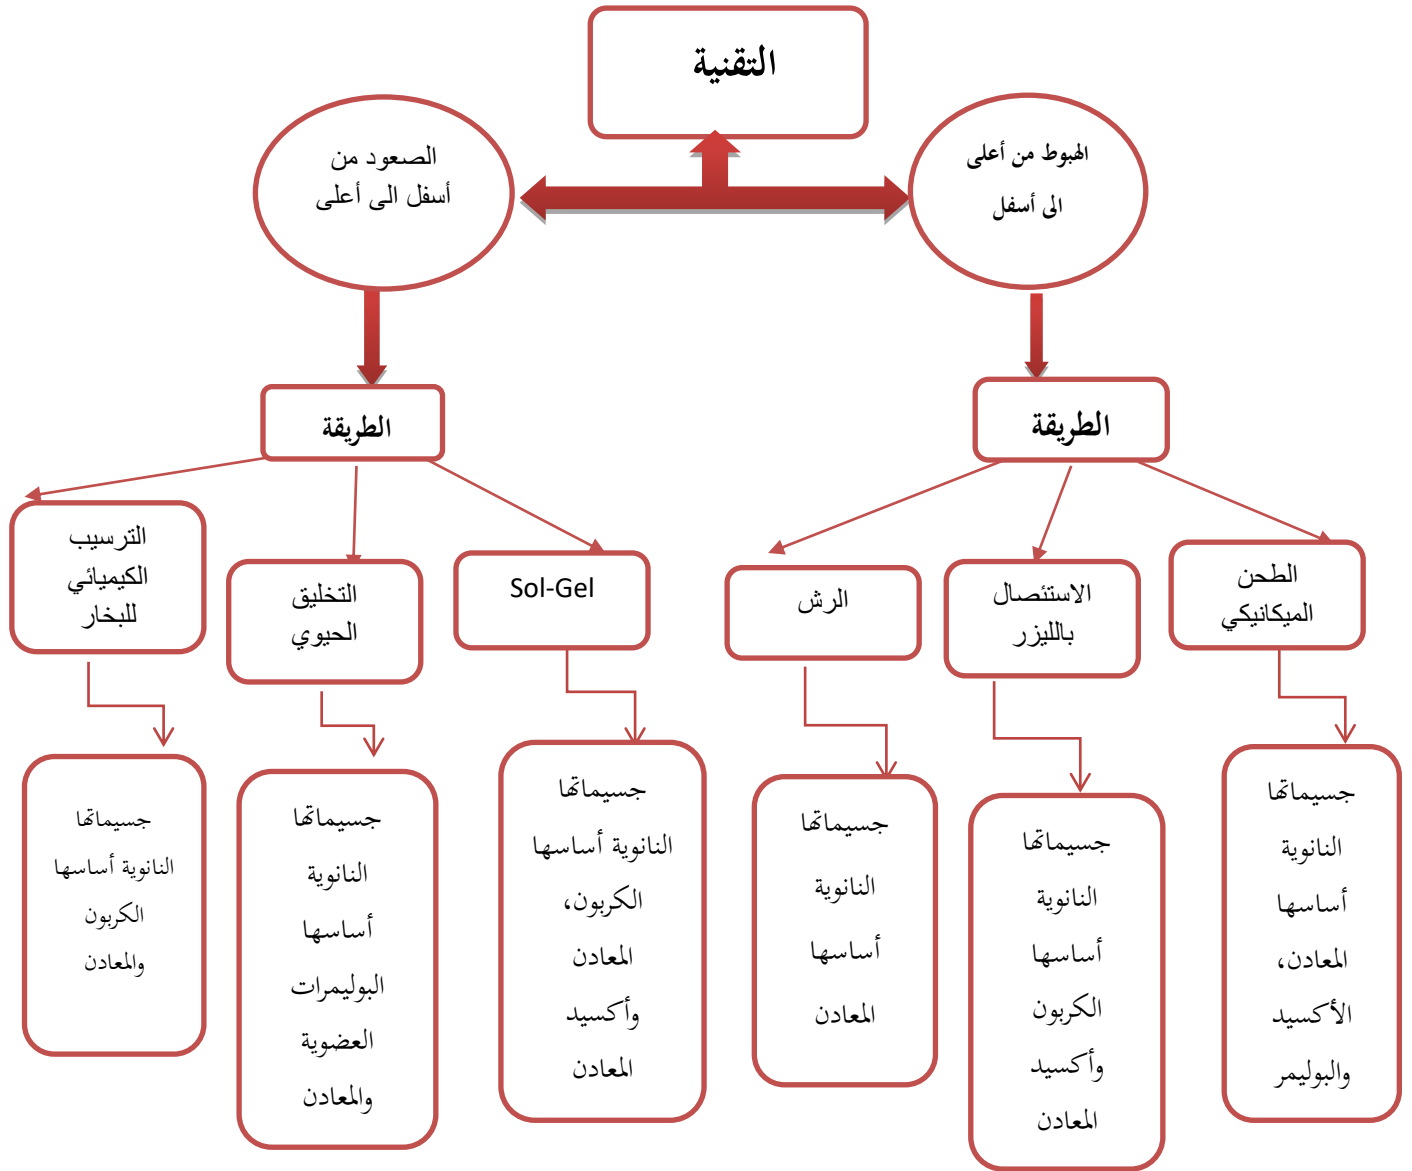 التقنية
الهبوط من أعلى
الى أسفل
الصعود من
أسفل الى أعلى
الطريقة
الطريقة
الطحن
الميكانيكي
الاستئصال
بالليزر
الرش
Sol-Gel
التخليق
الحيوي
الترسيب
الكيميائي
للبخار
جسيماتها
النانوية
أساسها
المعادن،
الأكسيد
والبوليمر
جسيماتها
النانوية
أساسها
الكربون
وأكسيد
المعادن
جسيماتها
النانوية
أساسها
المعادن
جسيماتها
النانوية أساسها
الكربون،
المعادن
وأكسيد
المعادن
جسيماتها
النانوية
أساسها
البوليمرات
العضوية
والمعادن
جسيماتها
النانوية أساسها
الكربون
والمعادن